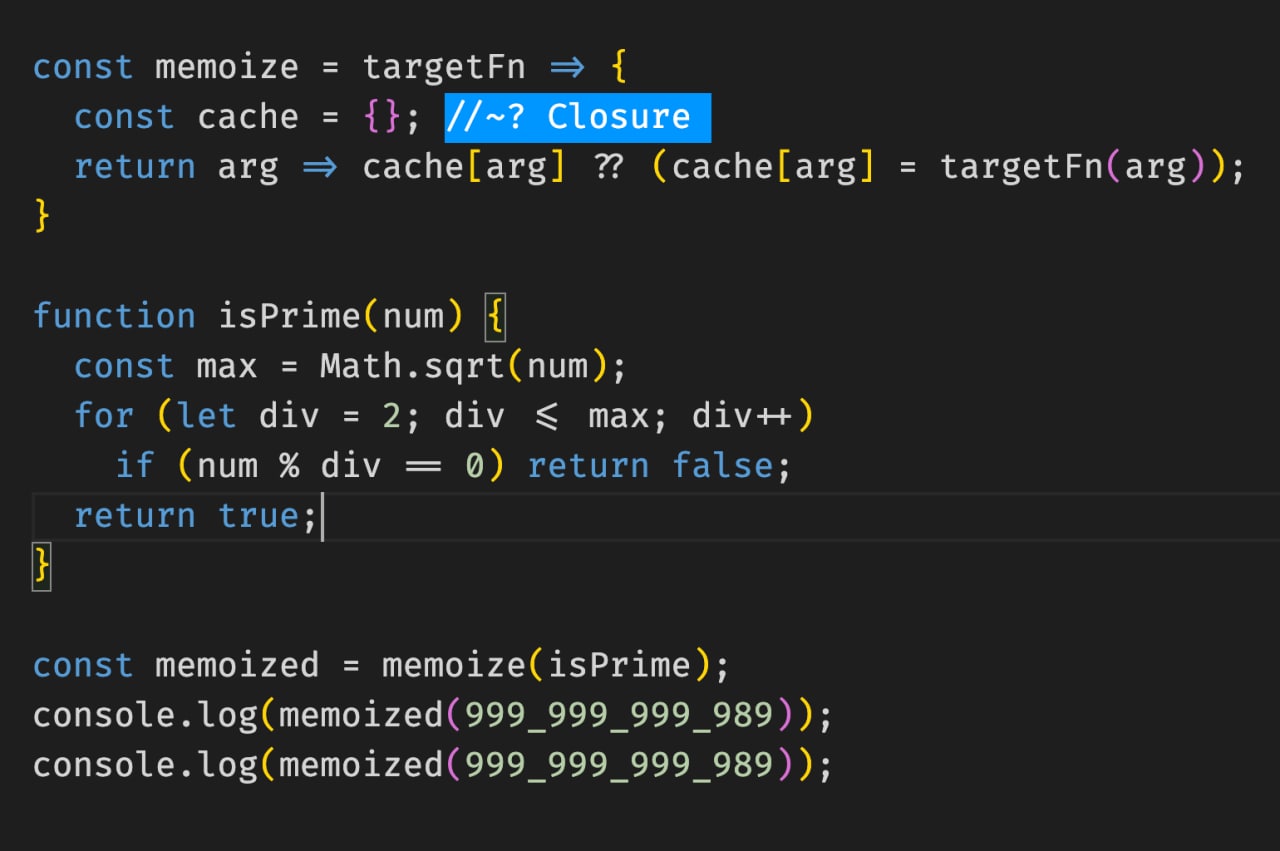 const memoize = targetFn => {
  const cache = {}; //~? Closure
  return arg => cache[arg] ?? (cache[arg] = targetFn(arg));
}

function isPrime(num) {
  const max = Math.sqrt(num);
  for (let div = 2; div <= max; div++)
    if (num % div == 0) return false;
  return true;
}

const memoized = memoize(isPrime);
console.log(memoized(999_999_999_989));
console.log(memoized(999_999_999_989));